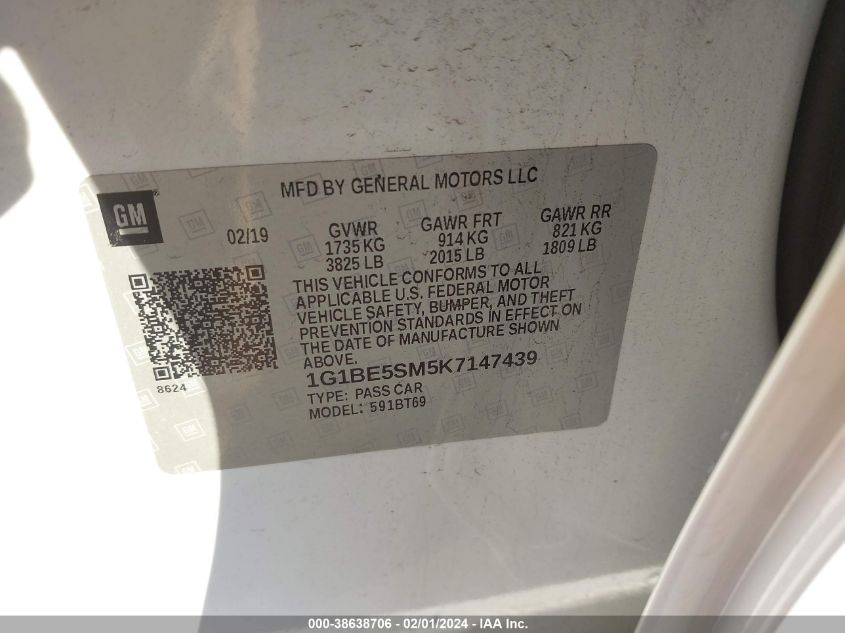 MFD BY GENERAL MOTORS LLC
GM
02/19
GVWR
1735 KG
3825 LB
GAWR FRT
914 KG
2015 LB
GAWR RR
821 KG
1809 LB
THIS VEHICLE CONFORMS TO ALL
APPLICABLE U.S. FEDERAL MOTOR
VEHICLE SAFETY, BUMPER, AND THEFT
PREVENTION STANDARDS IN EFFECT ON
THE DATE OF MANUFACTURE SHOWN
ABOVE.
8624
1G1BE5SM5K7147439
TYPE: PASS CAR
MODEL: 591BT69
000-38638706 - 02/01/2024 - IAA Inc.